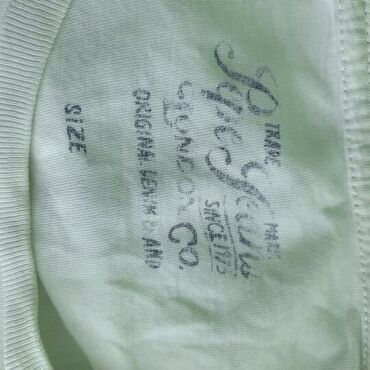 TRADE MARK
Pepe Jeans
SINCE 1973
LONDON CO.
ORIGINAL DENIM BRAND
SIZE